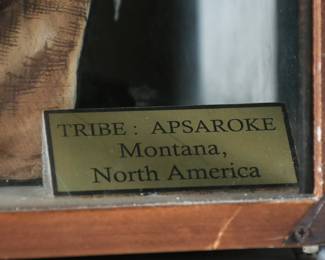 TRIBE : APSAROKE
Montana,
North America